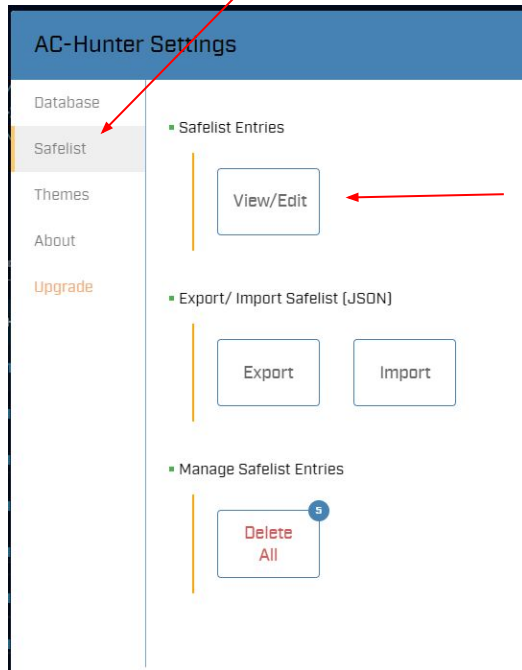 AC-Hunter Settings
Database
Safelist
Themes
About
Upgrade
Safelist Entries
View/Edit
Export/ Import Safelist (JSON)
Export
Import
Manage Safelist Entries
5
Delete
All